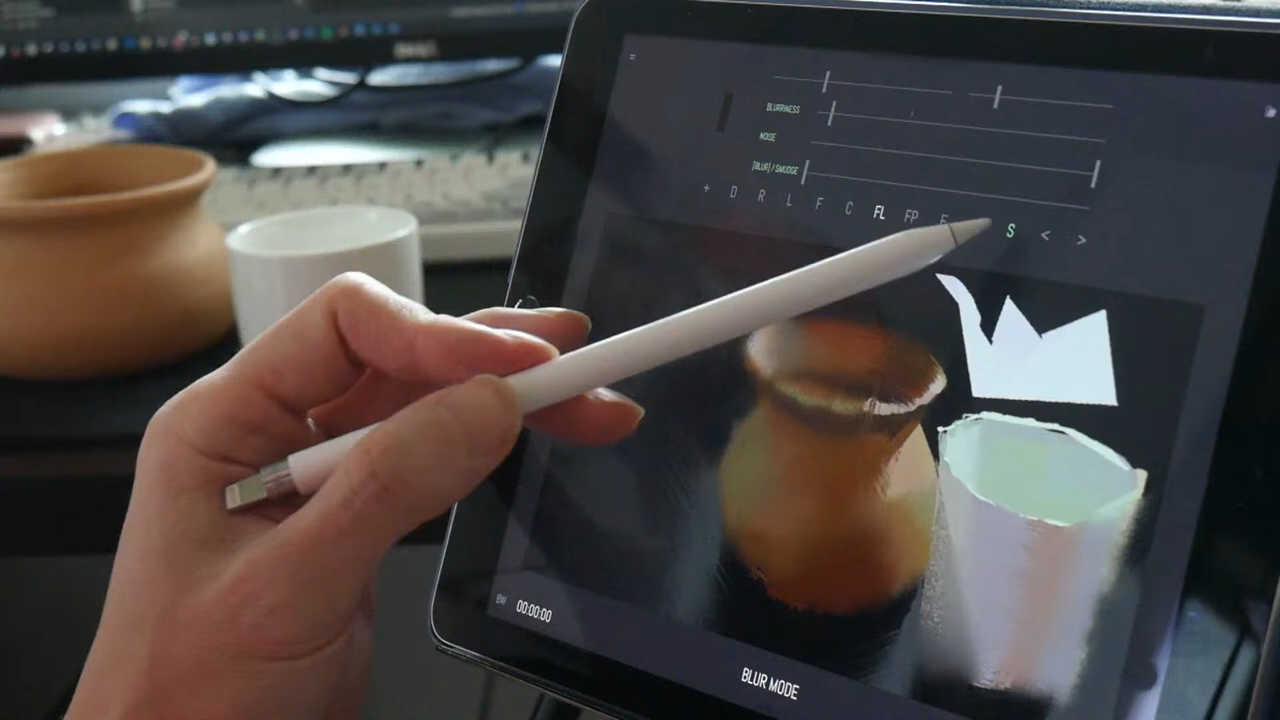 BLURRINESS
NOISE
[BLUR] / SMUDGE
+ D R L F C FL FP S < >
BW 00:00:00
BLUR MODE